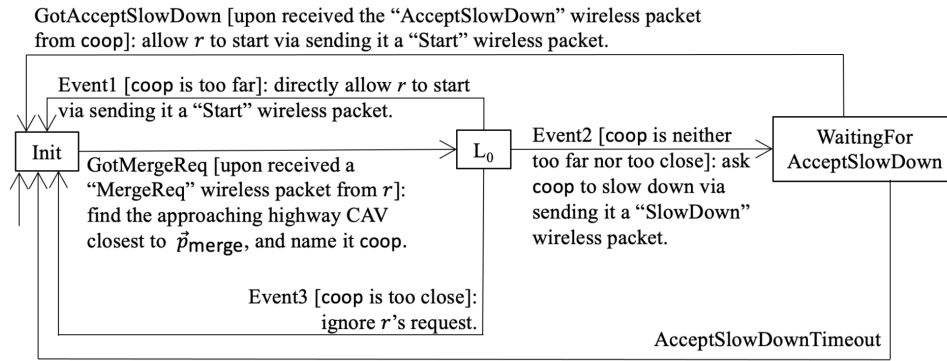 GotAcceptSlowDown [upon received the “AcceptSlowDown” wireless packet
from coop]: allow r to start via sending it a “Start” wireless packet.
Event1 [coop is too far]: directly allow r to start
via sending it a “Start” wireless packet.
Init
GotMergeReq [upon received a
“MergeReq” wireless packet from r]:
find the approaching highway CAV
closest to p⃗merge, and name it coop.
L₀
Event2 [coop is neither
too far nor too close]: ask
coop to slow down via
sending it a “SlowDown”
wireless packet.
WaitingFor
AcceptSlowDown
Event3 [coop is too close]:
ignore r’s request.
AcceptSlowDownTimeout